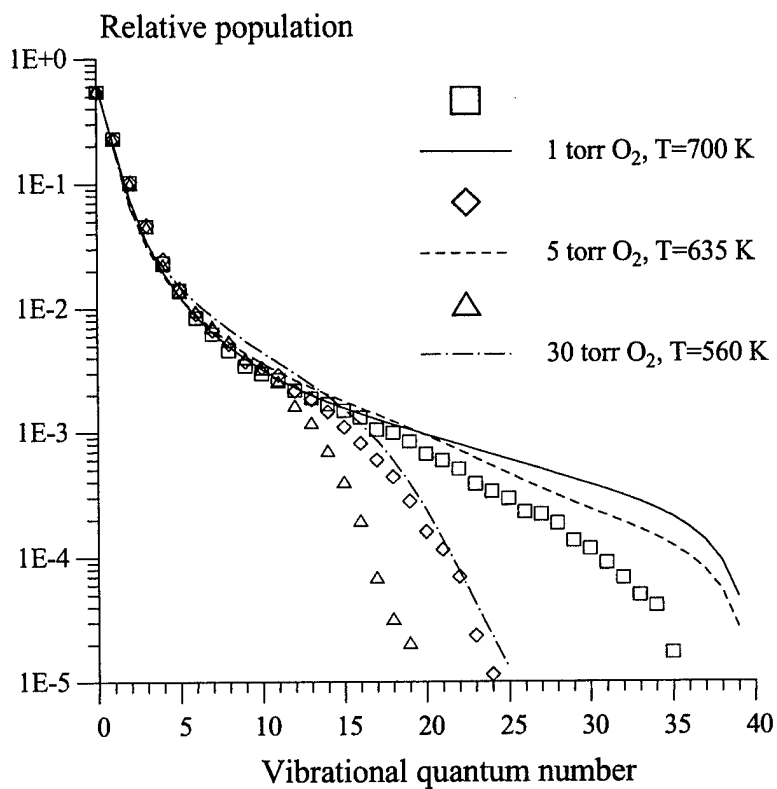 Relative population
1E+0
1E-1
1E-2
1E-3
1E-4
1E-5
1 torr O₂, T=700 K
5 torr O₂, T=635 K
30 torr O₂, T=560 K
0 5 10 15 20 25 30 35 40
Vibrational quantum number